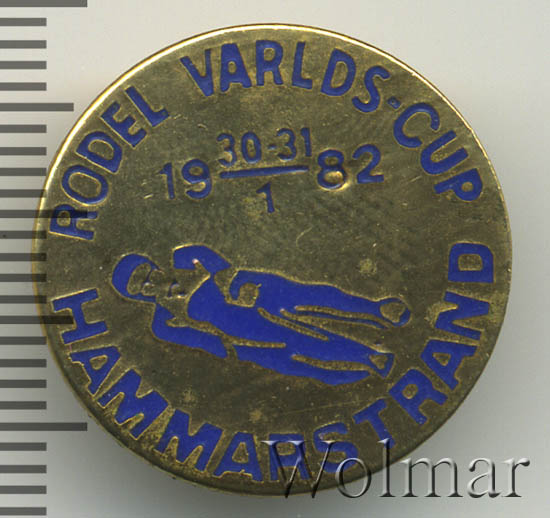 RODEL VARLDS-CUP
30-31
19 82
1
HAMMARSTRAND
Wolmar